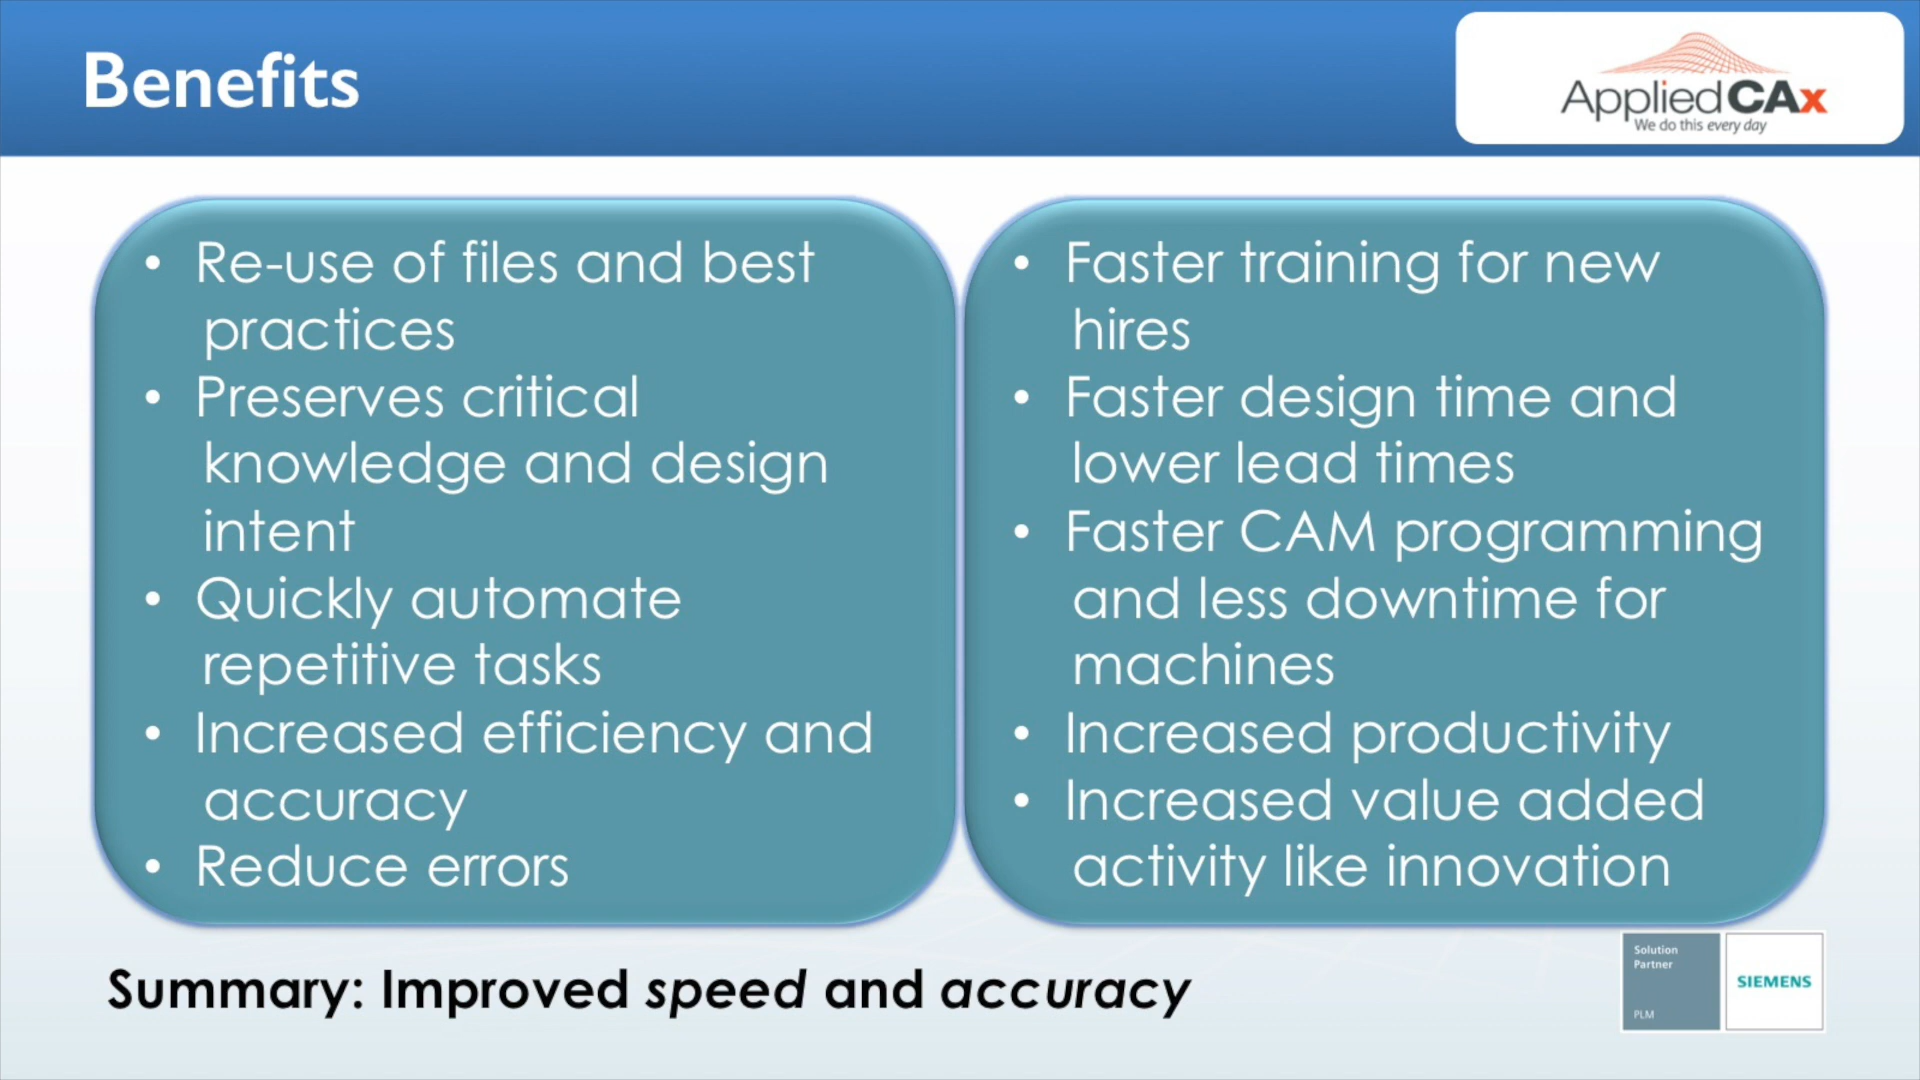 Benefits
AppliedCAx
We do this every day
• Re-use of files and best
practices
• Preserves critical
knowledge and design
intent
• Quickly automate
repetitive tasks
• Increased efficiency and
accuracy
• Reduce errors
• Faster training for new
hires
• Faster design time and
lower lead times
• Faster CAM programming
and less downtime for
machines
• Increased productivity
• Increased value added
activity like innovation
Summary: Improved speed and accuracy
Solution
Partner
PLM
SIEMENS